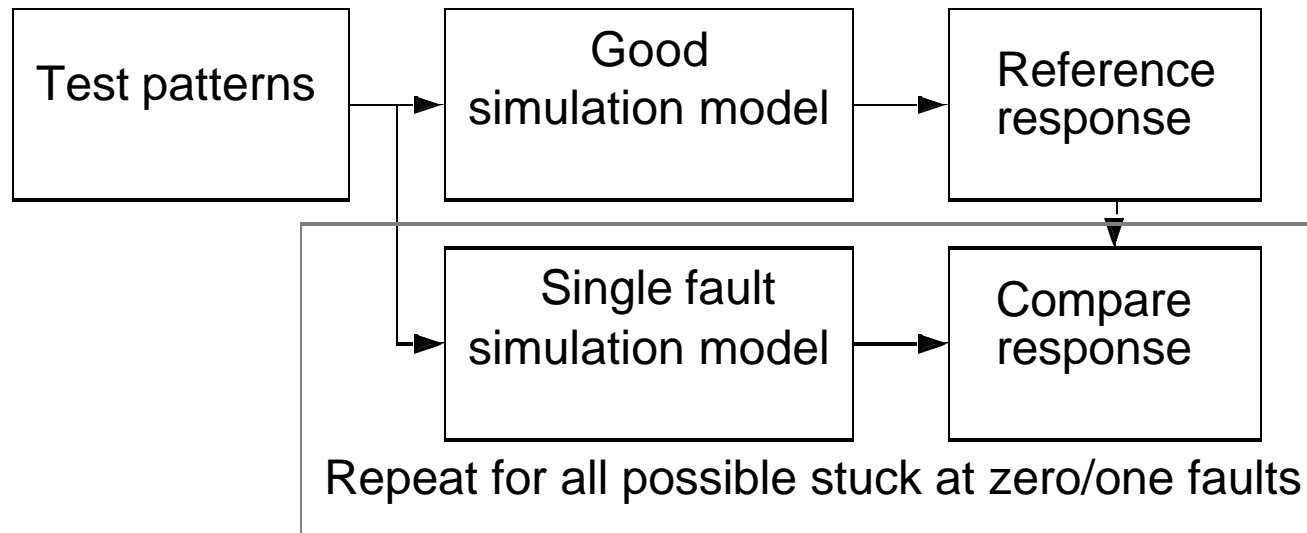 Test patterns
Good
simulation model
Reference
response
Single fault
simulation model
Compare
response
Repeat for all possible stuck at zero/one faults